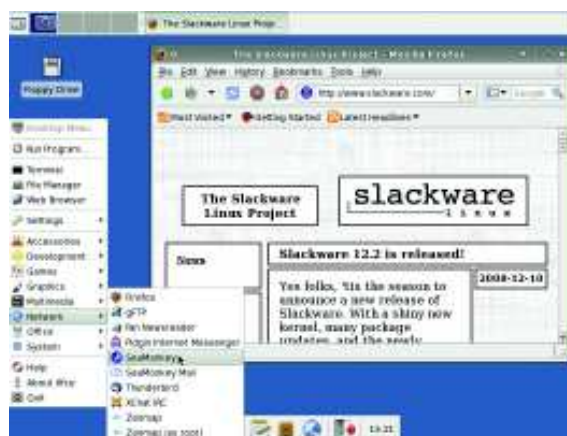 The Slackware Linux Proje...
Floppy Drive
The Slackware Linux Project - Mozilla Firefox
File Edit View History Bookmarks Tools Help
http://www.slackware.com/
Most Visited Getting Started Latest Headlines
The Slackware
Linux Project
slackware
linux
News
Slackware 12.2 is released!
2008-12-10
Yes folks, 'tis the season to
announce a new release of
Slackware. With a shiny new
kernel, many package
updates, and the newly
Desktop Menu
Run Program...
Terminal
File Manager
Web Browser
Settings
Accessories
Development
Games
Graphics
Multimedia
Network
Office
System
Help
About Xfce
Quit
Firefox
gFTP
Pan Newsreader
Pidgin Internet Messenger
SeaMonkey
SeaMonkey Mail
Thunderbird
XChat IRC
Zenmap
Zenmap (as root)